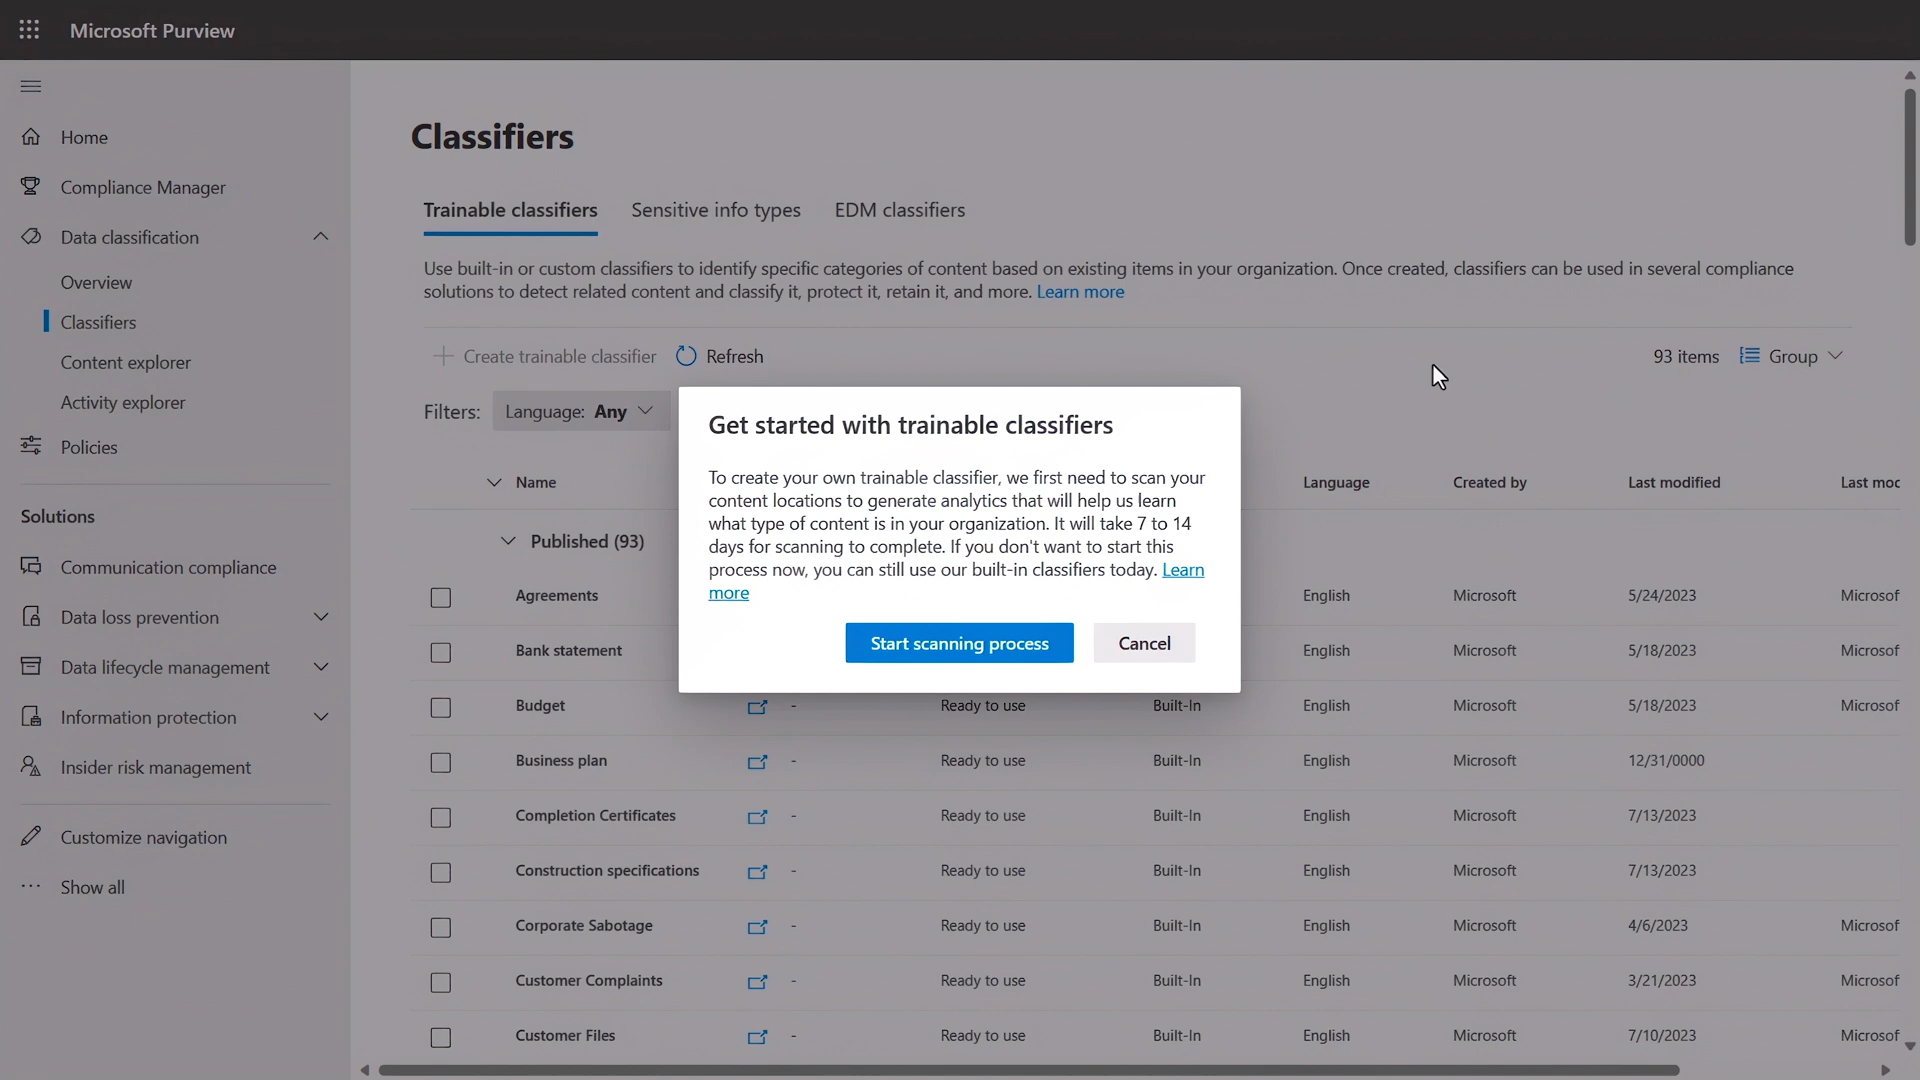 Microsoft Purview
Home
Compliance Manager
Data classification
Overview
Classifiers
Content explorer
Activity explorer
Policies
Solutions
Communication compliance
Data loss prevention
Data lifecycle management
Information protection
Insider risk management
Customize navigation
Show all
Classifiers
Trainable classifiers Sensitive info types EDM classifiers
Use built-in or custom classifiers to identify specific categories of content based on existing items in your organization. Once created, classifiers can be used in several compliance
solutions to detect related content and classify it, protect it, retain it, and more. Learn more
Create trainable classifier Refresh 93 items Group
Filters: Language: Any
Get started with trainable classifiers
To create your own trainable classifier, we first need to scan your
content locations to generate analytics that will help us learn
what type of content is in your organization. It will take 7 to 14
days for scanning to complete. If you don't want to start this
process now, you can still use our built-in classifiers today. Learn
more
Start scanning process Cancel
Name Language Created by Last modified Last moc
Published (93)
Agreements English Microsoft 5/24/2023 Microsof
Bank statement English Microsoft 5/18/2023 Microsof
Budget - Ready to use Built-In English Microsoft 5/18/2023 Microsof
Business plan - Ready to use Built-In English Microsoft 12/31/0000
Completion Certificates - Ready to use Built-In English Microsoft 7/13/2023
Construction specifications - Ready to use Built-In English Microsoft 7/13/2023
Corporate Sabotage - Ready to use Built-In English Microsoft 4/6/2023 Microsof
Customer Complaints - Ready to use Built-In English Microsoft 3/21/2023 Microsof
Customer Files - Ready to use Built-In English Microsoft 7/10/2023 Microsof